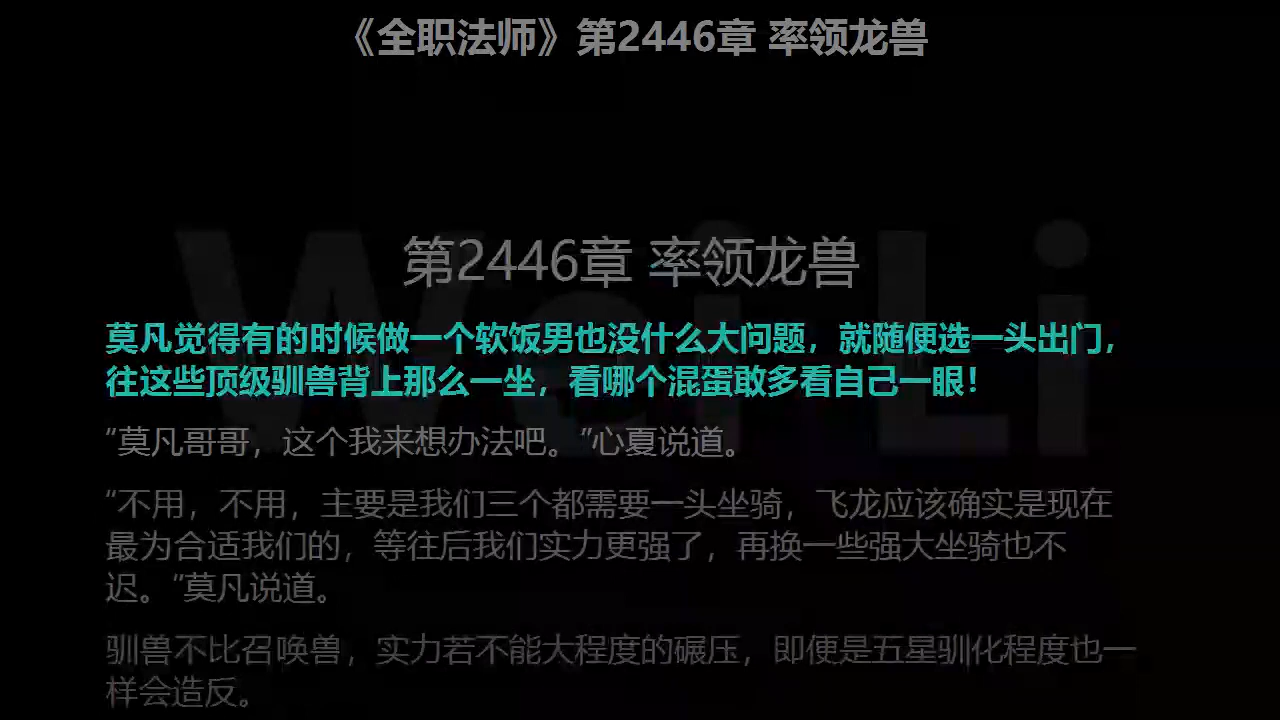 《全职法师》第2446章 率领龙兽
Wei Li
第2446章 率领龙兽
莫凡觉得有的时候做一个软饭男也没什么大问题，就随便选一头出门，
往这些顶级驯兽背上那么一坐，看哪个混蛋敢多看自己一眼！
“莫凡哥哥，这个我来想办法吧。”心夏说道。
“不用，不用，主要是我们三个都需要一头坐骑，飞龙应该确实是现在
最为合适我们的，等往后我们实力更强了，再换一些强大坐骑也不
迟。”莫凡说道。
驯兽不比召唤兽，实力若不能大程度的碾压，即便是五星驯化程度也一
样会造反。